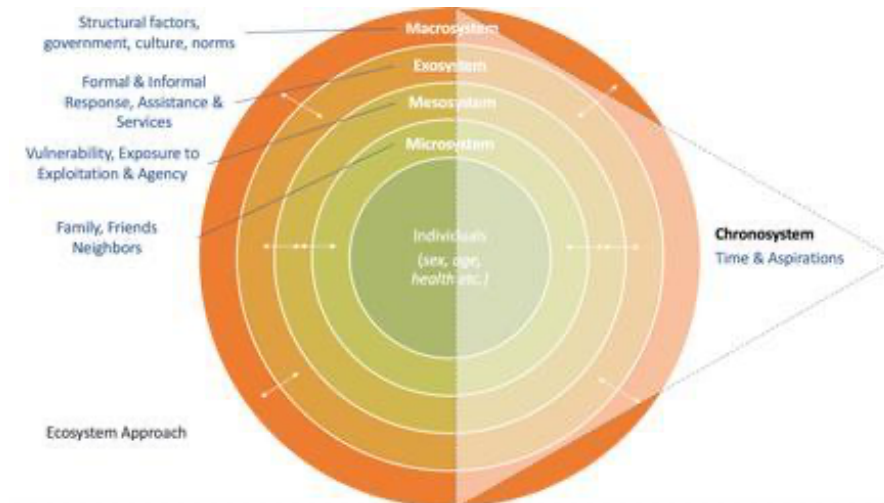 Structural factors,
government, culture, norms
Macrosystem
Exosystem
Formal & Informal
Response, Assistance &
Services
Mesosystem
Vulnerability, Exposure to
Exploitation & Agency
Microsystem
Family, Friends
Neighbors
Individuals
(sex, age,
health etc.)
Chronosystem
Time & Aspirations
Ecosystem Approach